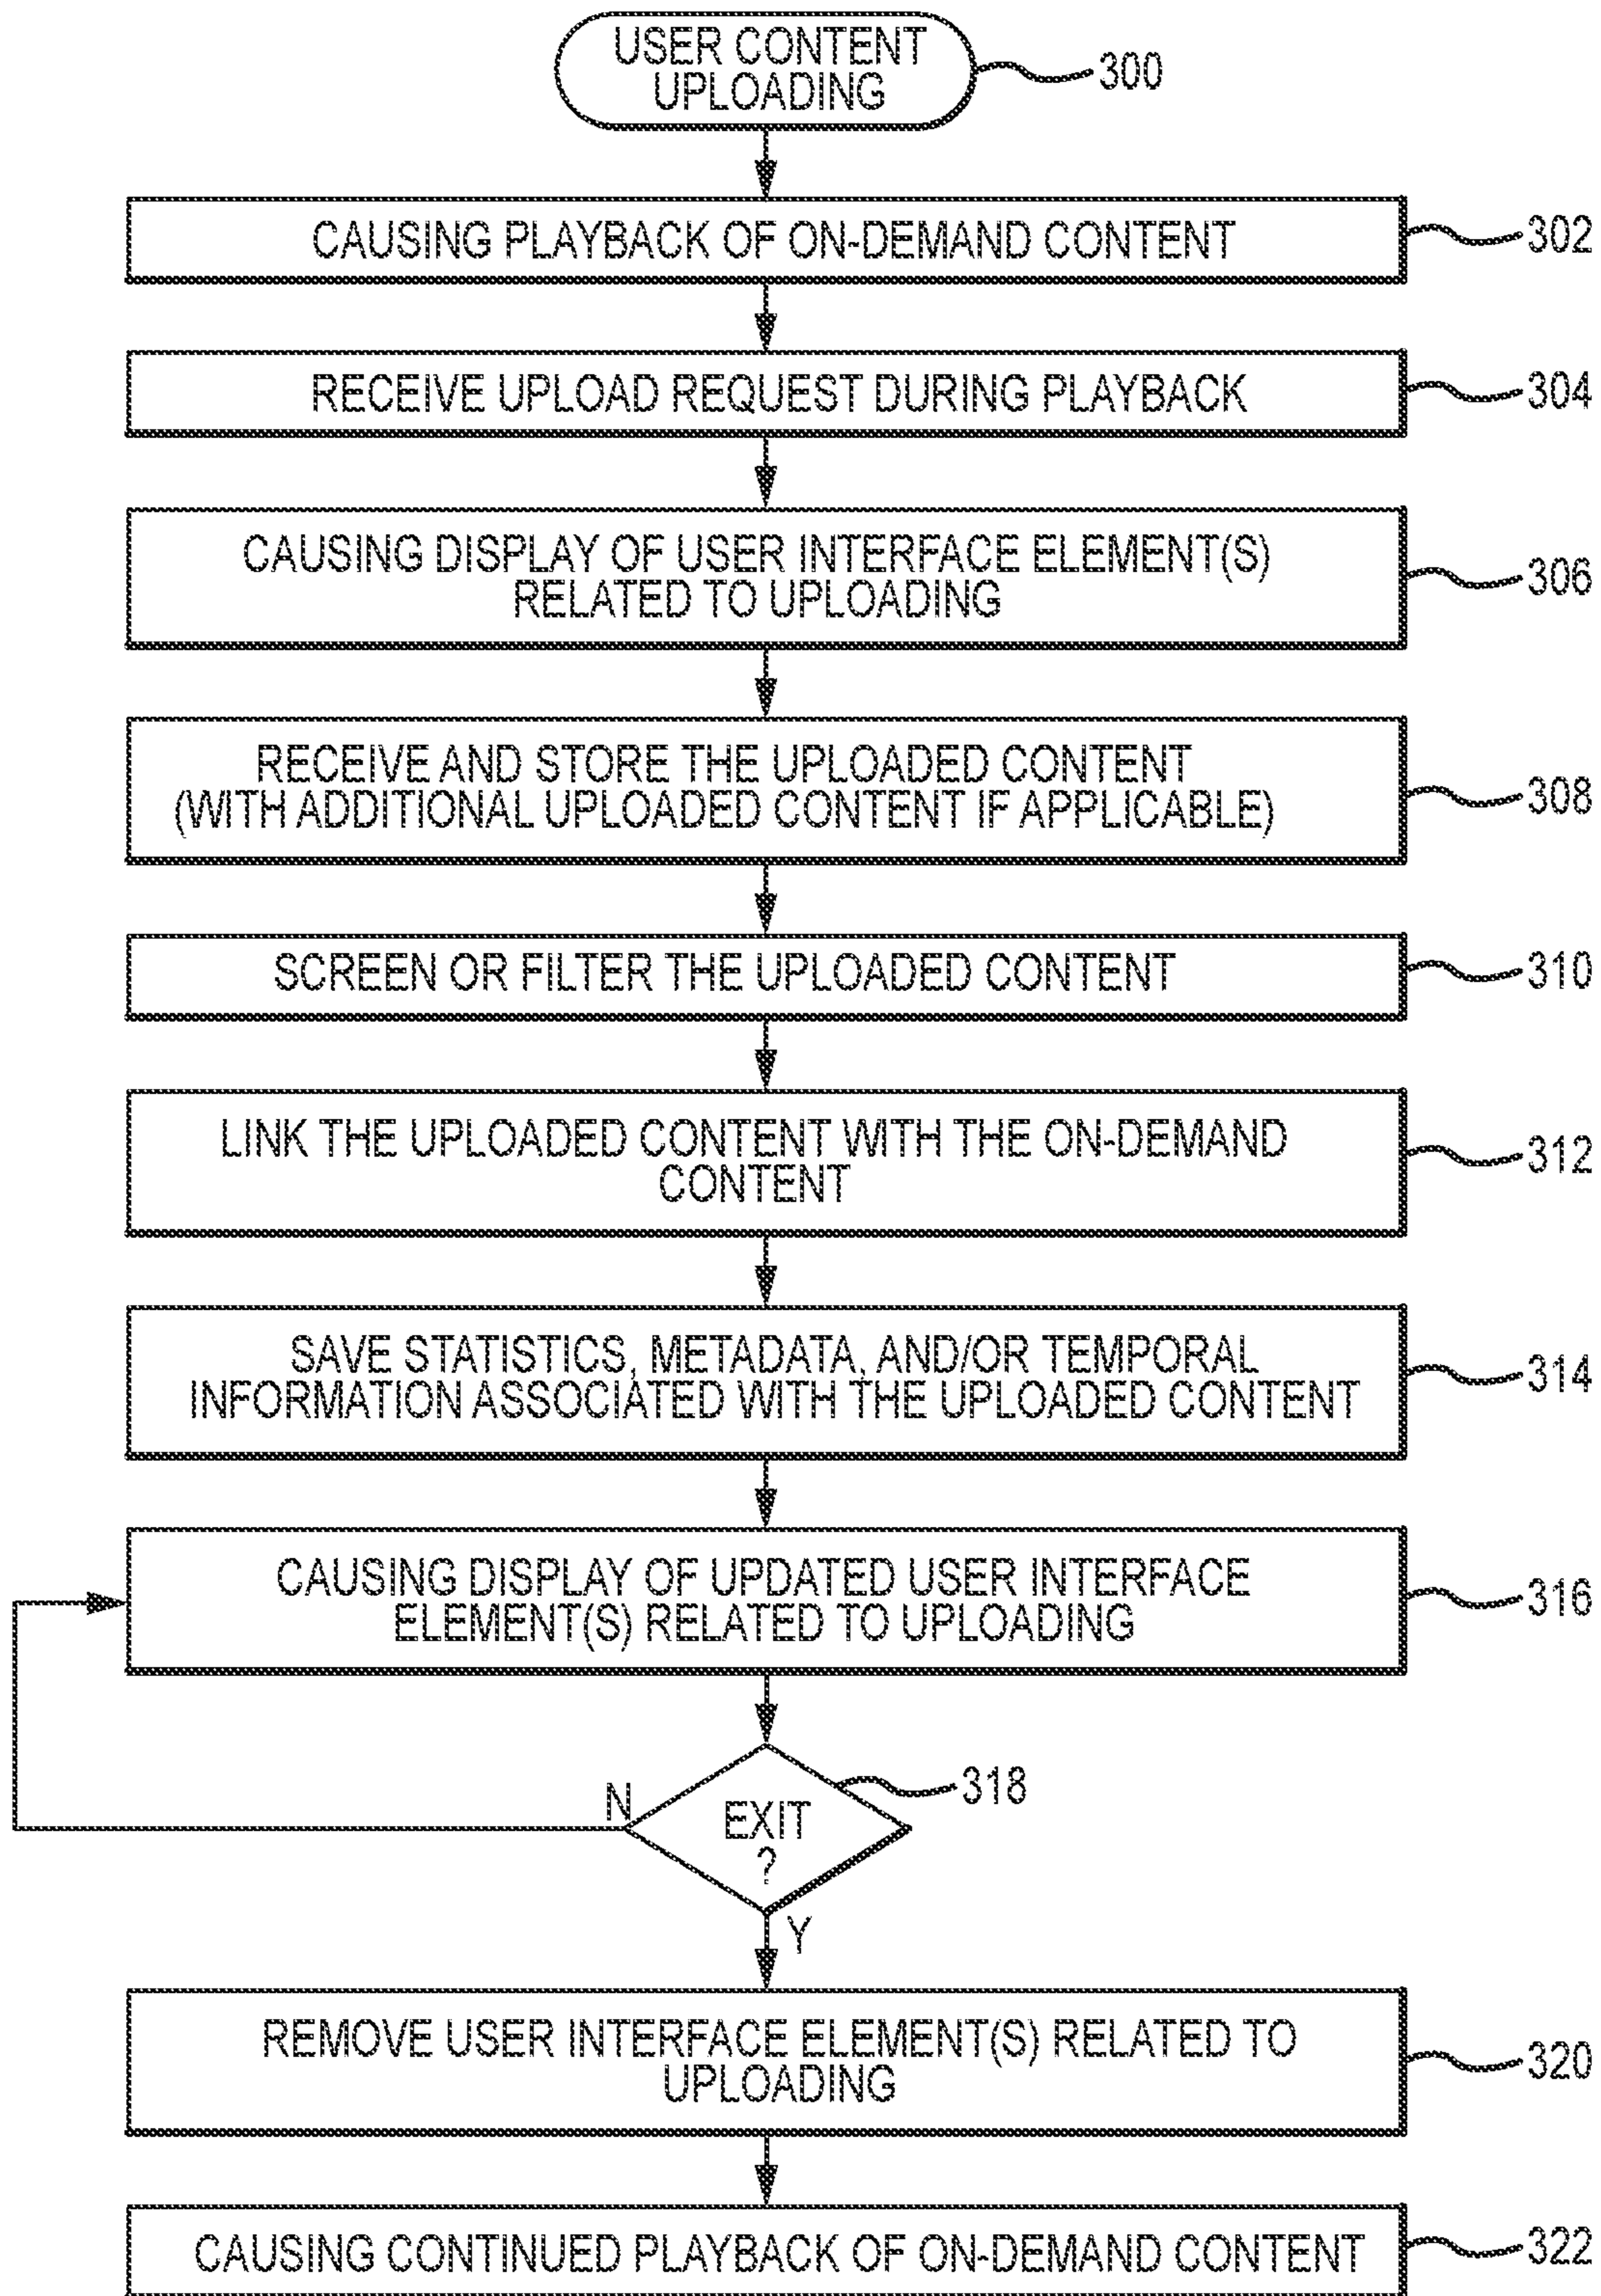 USER CONTENT
UPLOADING
300
CAUSING PLAYBACK OF ON-DEMAND CONTENT
302
RECEIVE UPLOAD REQUEST DURING PLAYBACK
304
CAUSING DISPLAY OF USER INTERFACE ELEMENT(S)
RELATED TO UPLOADING
306
RECEIVE AND STORE THE UPLOADED CONTENT
(WITH ADDITIONAL UPLOADED CONTENT IF APPLICABLE)
308
SCREEN OR FILTER THE UPLOADED CONTENT
310
LINK THE UPLOADED CONTENT WITH THE ON-DEMAND
CONTENT
312
SAVE STATISTICS, METADATA, AND/OR TEMPORAL
INFORMATION ASSOCIATED WITH THE UPLOADED CONTENT
314
CAUSING DISPLAY OF UPDATED USER INTERFACE
ELEMENT(S) RELATED TO UPLOADING
316
N
EXIT
?
318
Y
REMOVE USER INTERFACE ELEMENT(S) RELATED TO
UPLOADING
320
CAUSING CONTINUED PLAYBACK OF ON-DEMAND CONTENT
322